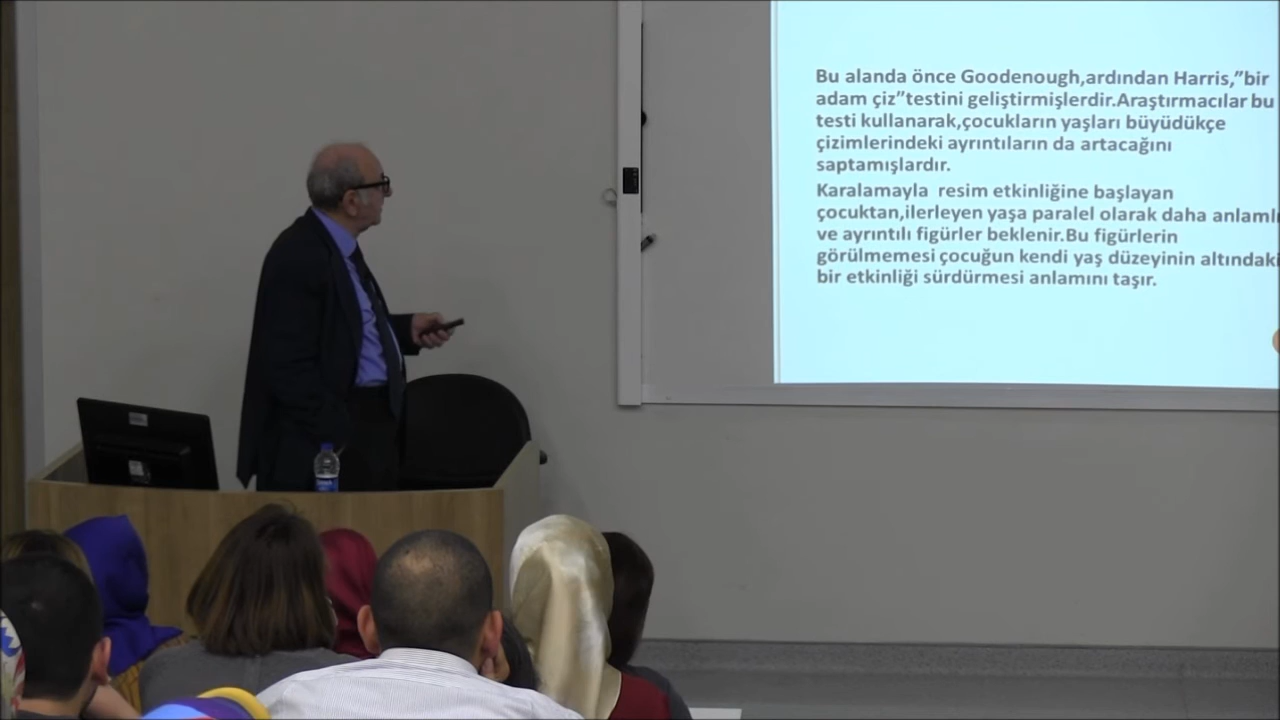 Bu alanda önce Goodenough,ardından Harris,”bir
adam çiz”testini geliştirmişlerdir.Araştırmacılar bu
testi kullanarak,çocukların yaşları büyüdükçe
çizimlerindeki ayrıntıların da artacağını
saptamışlardır.
Karalamayla  resim etkinliğine başlayan
çocuktan,ilerleyen yaşa paralel olarak daha anlamlı
ve ayrıntılı figürler beklenir.Bu figürlerin
görülmemesi çocuğun kendi yaş düzeyinin altındaki
bir etkinliği sürdürmesi anlamını taşır.